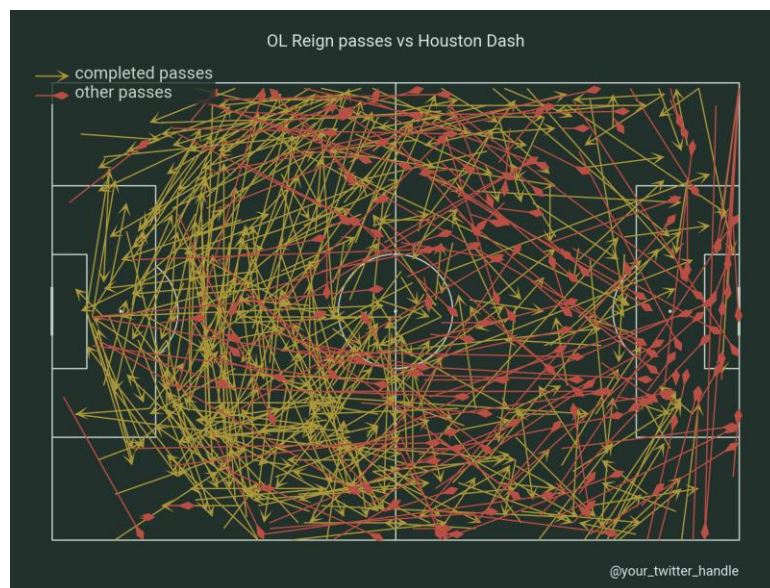 OL Reign passes vs Houston Dash
completed passes
other passes
@your_twitter_handle